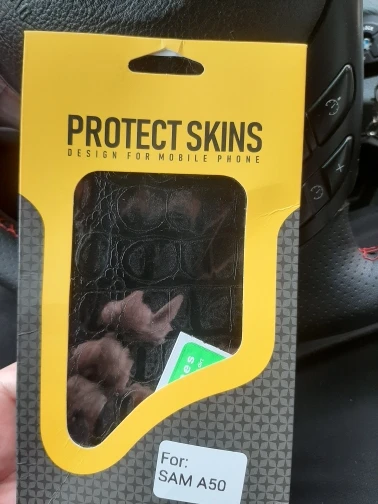 PROTECT SKINS
DESIGN FOR MOBILE PHONE
For:
SAM A50